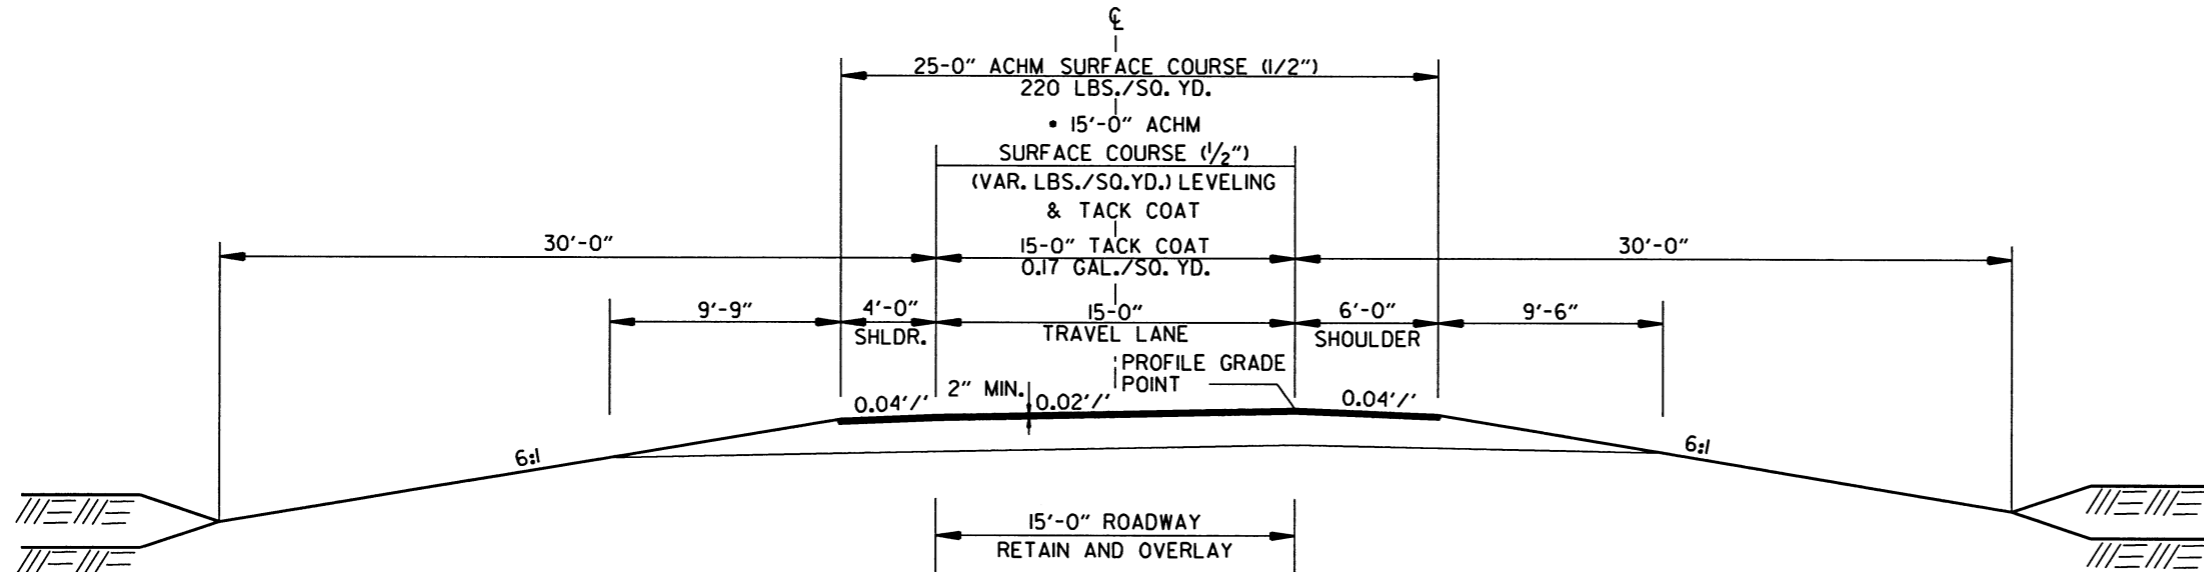 ℄
25-0" ACHM SURFACE COURSE (1/2")
220 LBS./SQ. YD.
• 15'-0" ACHM
SURFACE COURSE (1/2")
(VAR. LBS./SQ.YD.) LEVELING
& TACK COAT
30'-0"
15-0" TACK COAT
30'-0"
0.17 GAL./SQ. YD.
9'-9"
4'-0"
15-0"
6'-0"
9'-6"
SHLDR.
TRAVEL LANE
SHOULDER
PROFILE GRADE
POINT
2" MIN.
0.04'/'
0.02'/'
0.04'/'
6:1
6:1
15'-0" ROADWAY
RETAIN AND OVERLAY